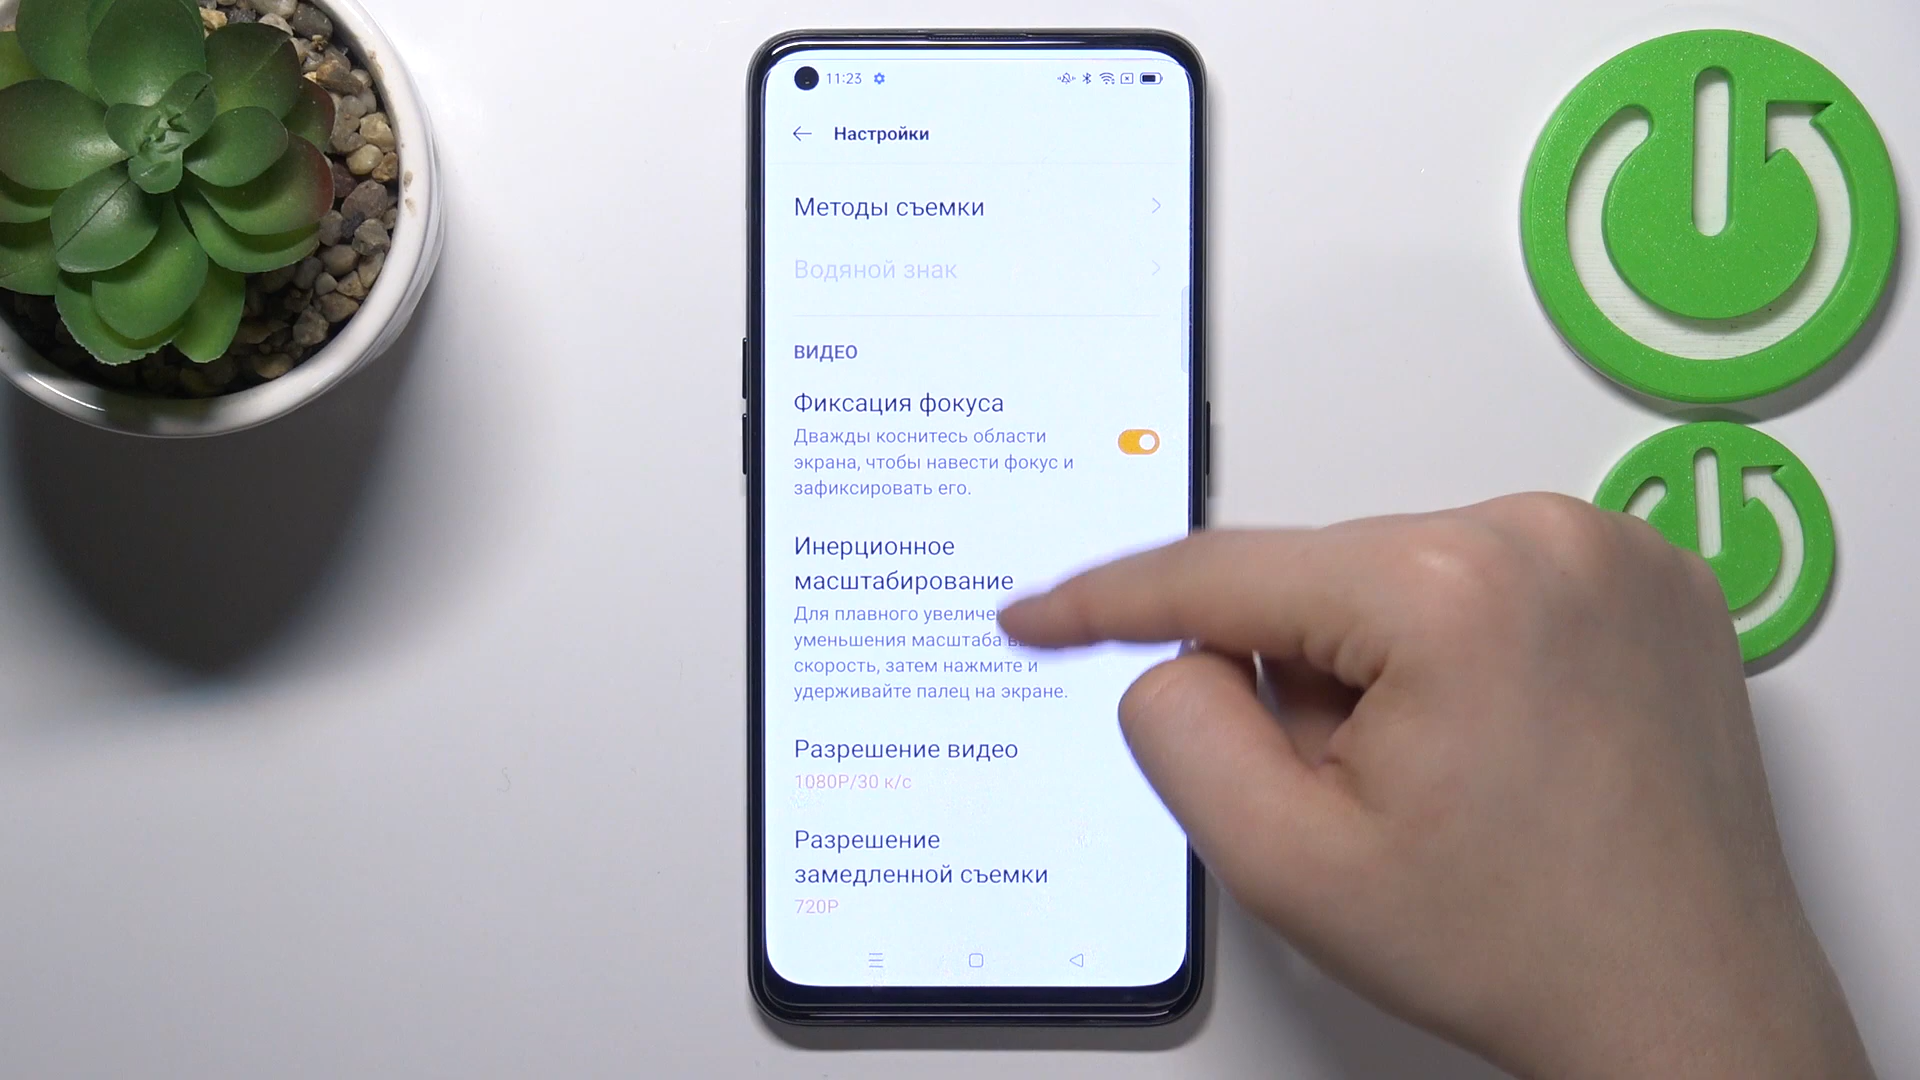 11:23
Настройки
Методы съемки
Водяной знак
ВИДЕО
Фиксация фокуса
Дважды коснитесь области
экрана, чтобы навести фокус и
зафиксировать его.
Инерционное
масштабирование
Для плавного
уменьшения масштаба
скорость, затем нажмите и
удерживайте палец на экране.
Разрешение видео
1080P/30 к/с
Разрешение
замедленной съемки
720P